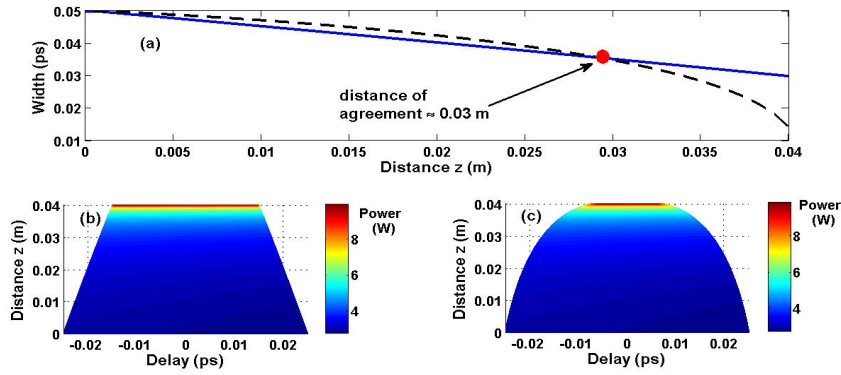 0.05
0.04
0.03
0.02
0.01
Width (ps)
(a)
distance of
agreement ≈ 0.03 m
0 0.005 0.01 0.015 0.02 0.025 0.03 0.035 0.04
Distance z (m)
(b)
0.04
0.03
0.02
0.01
0
Distance z (m)
-0.02 -0.01 0 0.01 0.02
Delay (ps)
Power
(W)
8
6
4
(c)
0.04
0.03
0.02
0.01
0
Distance z (m)
-0.02 -0.01 0 0.01 0.02
Delay (ps)
Power
(W)
8
6
4